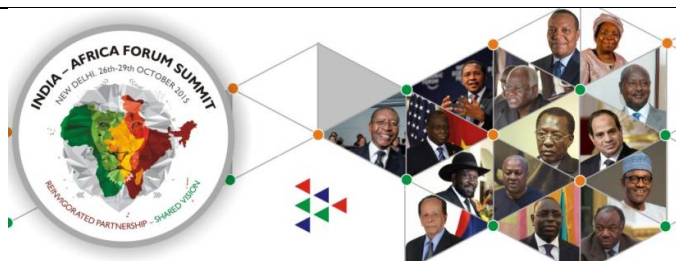 INDIA – AFRICA FORUM SUMMIT
NEW DELHI, 26th-29th OCTOBER 2015
REINVIGORATED PARTNERSHIP – SHARED VISION